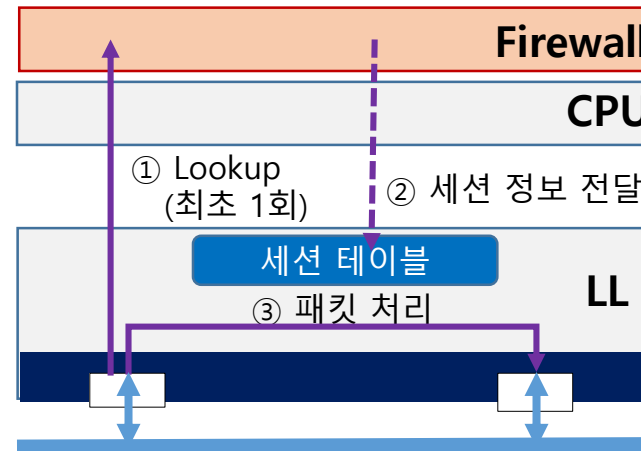 Firewall
CPU
① Lookup
(최초 1회)
② 세션 정보 전달
세션 테이블
③ 패킷 처리
LL